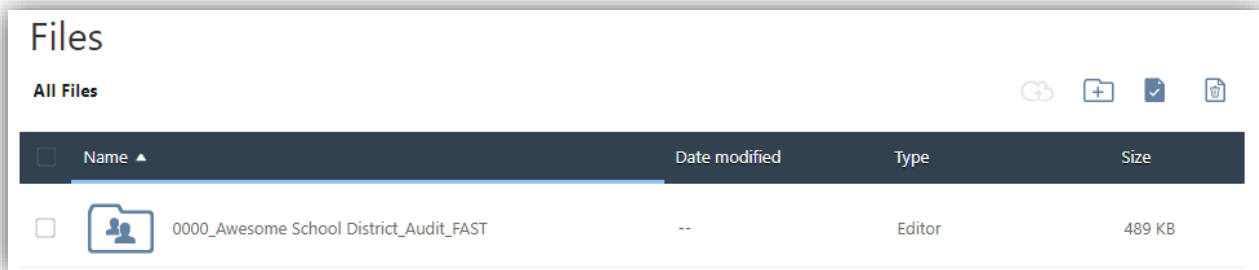 Files
All Files
Name ▲ Date modified Type Size
0000_Awesome School District_Audit_FAST -- Editor 489 KB